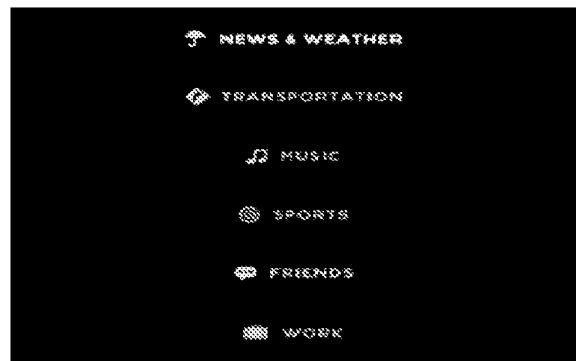 NEWS & WEATHER
TRANSPORTATION
MUSIC
SPORTS
FRIENDS
WORK